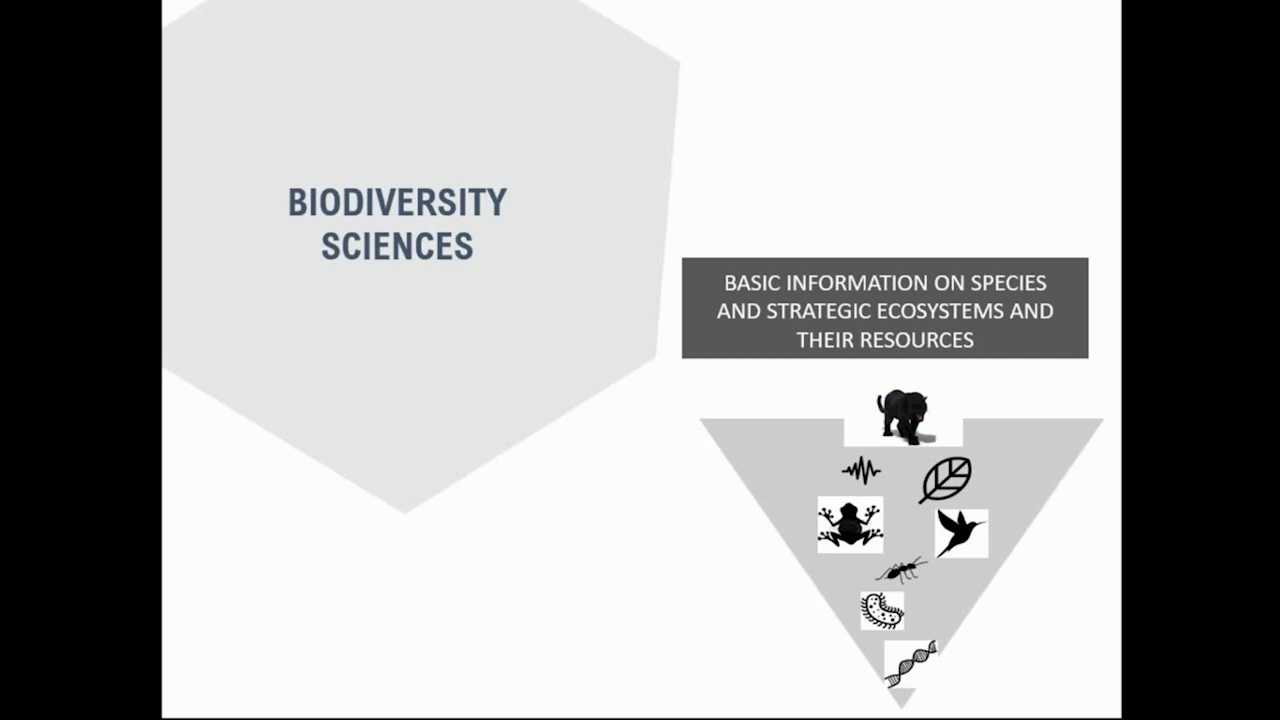 BIODIVERSITY
SCIENCES
BASIC INFORMATION ON SPECIES
AND STRATEGIC ECOSYSTEMS AND
THEIR RESOURCES